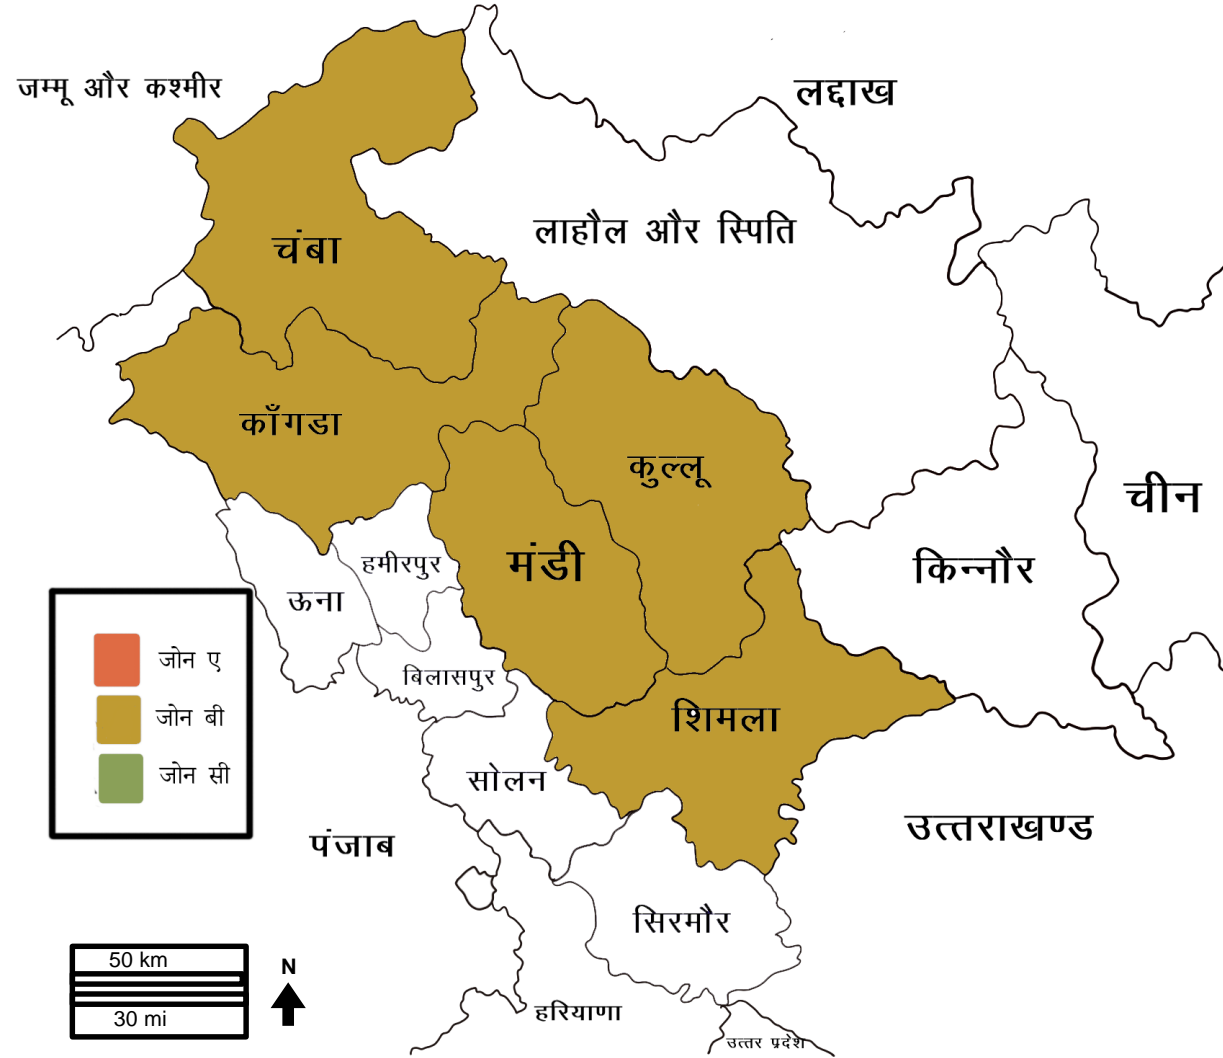 जम्मू और कश्मीर
लद्दाख
लाहौल और स्पिति
चंबा
काँगडा
कुल्लू
चीन
मंडी
हमीरपुर
किन्नौर
ऊना
जोन ए
जोन बी
जोन सी
बिलासपुर
शिमला
सोलन
पंजाब
उत्तराखण्ड
सिरमौर
50 km
30 mi
N
हरियाणा
उत्तर प्रदेश